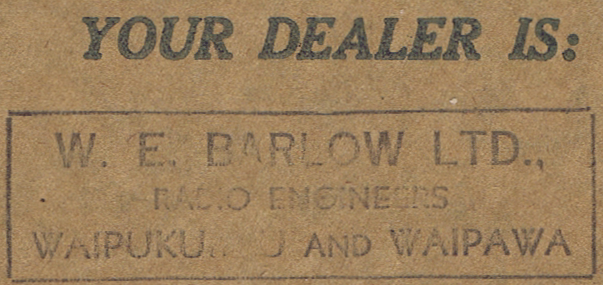 YOUR DEALER IS:
W. E. BARLOW LTD.,
RADIO ENGINEERS
AND WAIPAWA